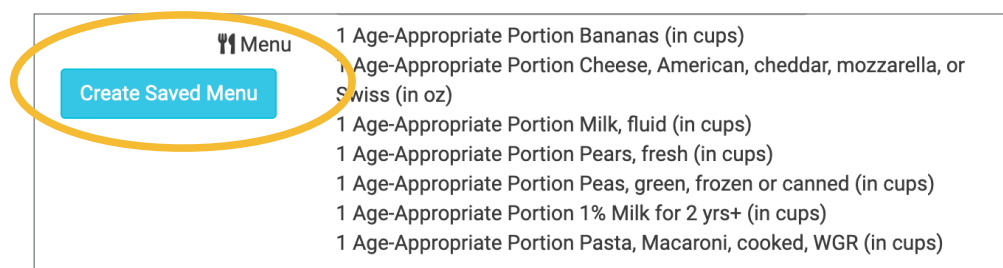 Menu
Create Saved Menu
1 Age-Appropriate Portion Bananas (in cups)
1 Age-Appropriate Portion Cheese, American, cheddar, mozzarella, or
Swiss (in oz)
1 Age-Appropriate Portion Milk, fluid (in cups)
1 Age-Appropriate Portion Pears, fresh (in cups)
1 Age-Appropriate Portion Peas, green, frozen or canned (in cups)
1 Age-Appropriate Portion 1% Milk for 2 yrs+ (in cups)
1 Age-Appropriate Portion Pasta, Macaroni, cooked, WGR (in cups)